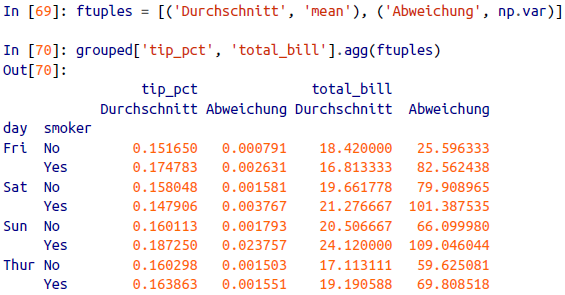 In [69]: ftuples = [('Durchschnitt', 'mean'), ('Abweichung', np.var)]
In [70]: grouped['tip_pct', 'total_bill'].agg(ftuples)
Out[70]:
tip_pct total_bill
Durchschnitt Abweichung Durchschnitt Abweichung
day smoker
Fri No 0.151650 0.000791 18.420000 25.596333
Yes 0.174783 0.002631 16.813333 82.562438
Sat No 0.158048 0.001581 19.661778 79.908965
Yes 0.147906 0.003767 21.276667 101.387535
Sun No 0.160113 0.001793 20.506667 66.099980
Yes 0.187250 0.023757 24.120000 109.046044
Thur No 0.160298 0.001503 17.113111 59.625081
Yes 0.163863 0.001551 19.190588 69.808518